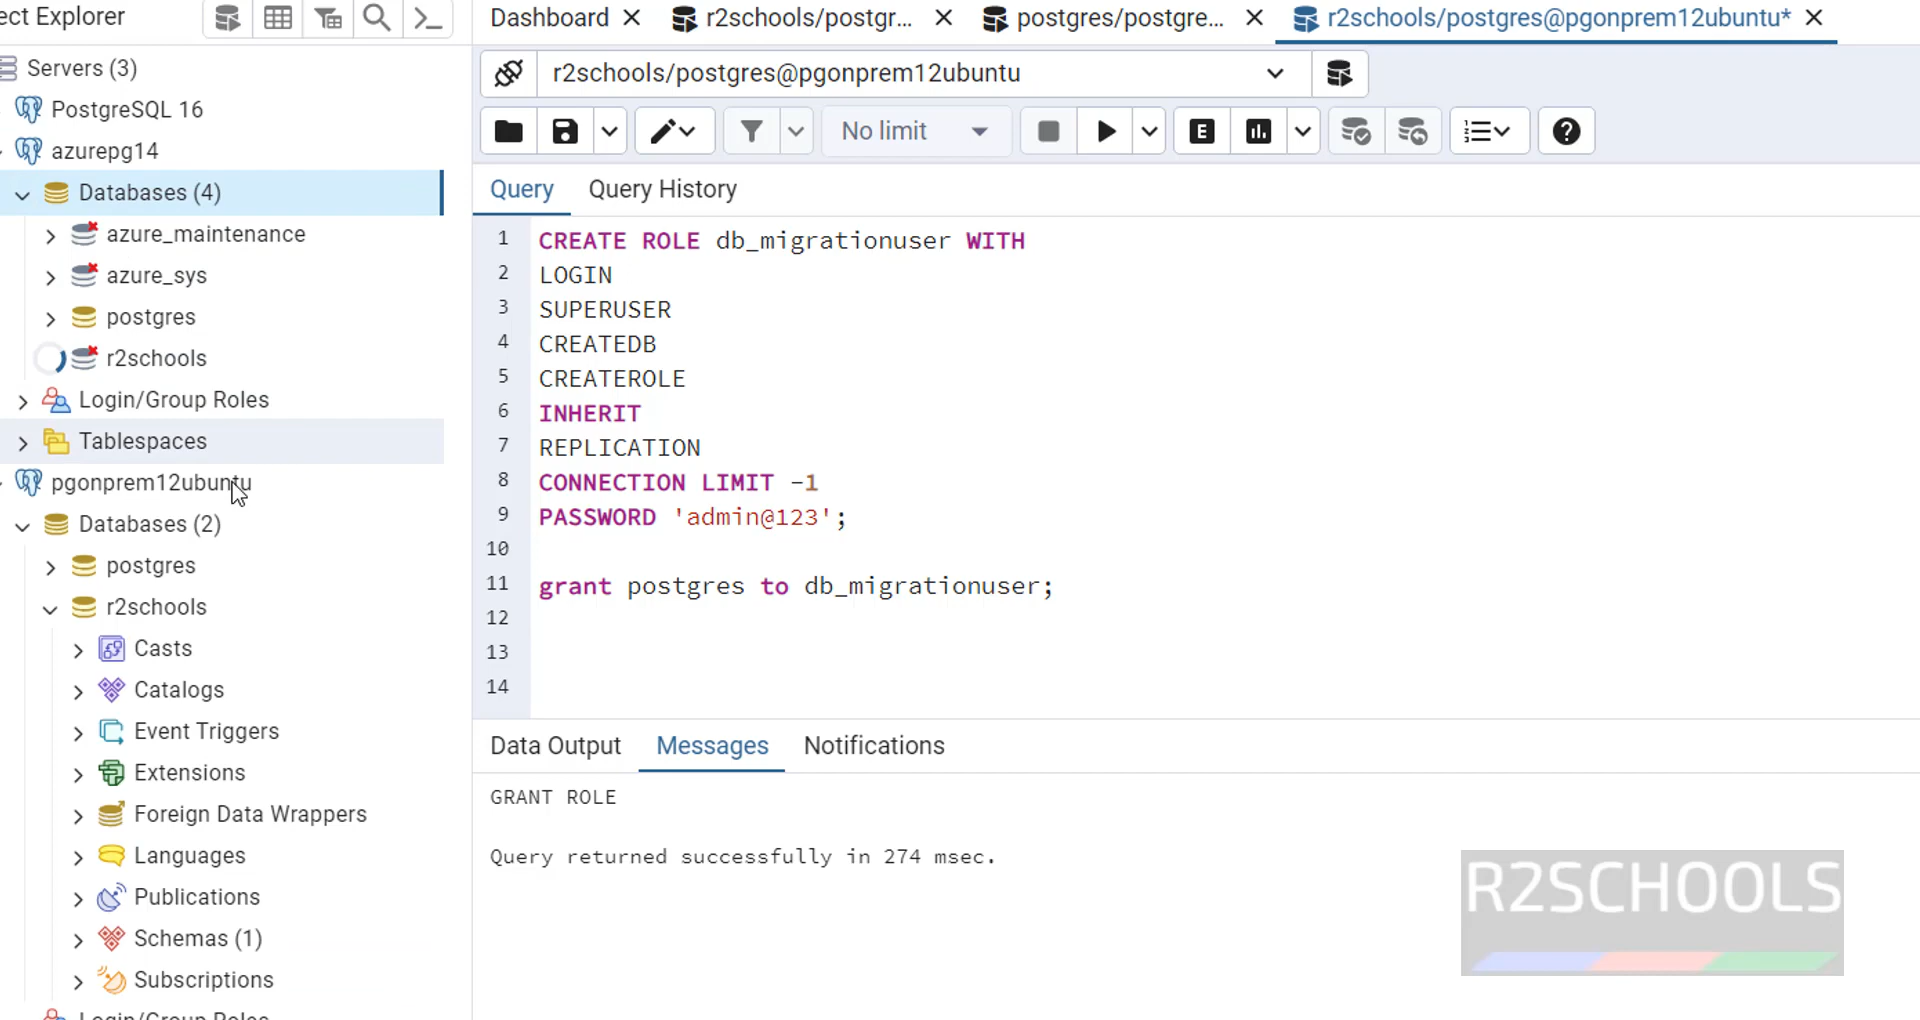 ect Explorer
Dashboard
r2schools/postgr...
postgres/postgre...
r2schools/postgres@pgonprem12ubuntu*
Servers (3)
PostgreSQL 16
azurepg14
Databases (4)
azure_maintenance
azure_sys
postgres
r2schools
Login/Group Roles
Tablespaces
pgonprem12ubuntu
Databases (2)
postgres
r2schools
Casts
Catalogs
Event Triggers
Extensions
Foreign Data Wrappers
Languages
Publications
Schemas (1)
Subscriptions
Login/Group Roles
r2schools/postgres@pgonprem12ubuntu
No limit
E
Query Query History
1 CREATE ROLE db_migrationuser WITH
2 LOGIN
3 SUPERUSER
4 CREATEDB
5 CREATEROLE
6 INHERIT
7 REPLICATION
8 CONNECTION LIMIT -1
9 PASSWORD 'admin@123';
10
11 grant postgres to db_migrationuser;
12
13
14
Data Output Messages Notifications
GRANT ROLE
Query returned successfully in 274 msec.
R2SCHOOLS